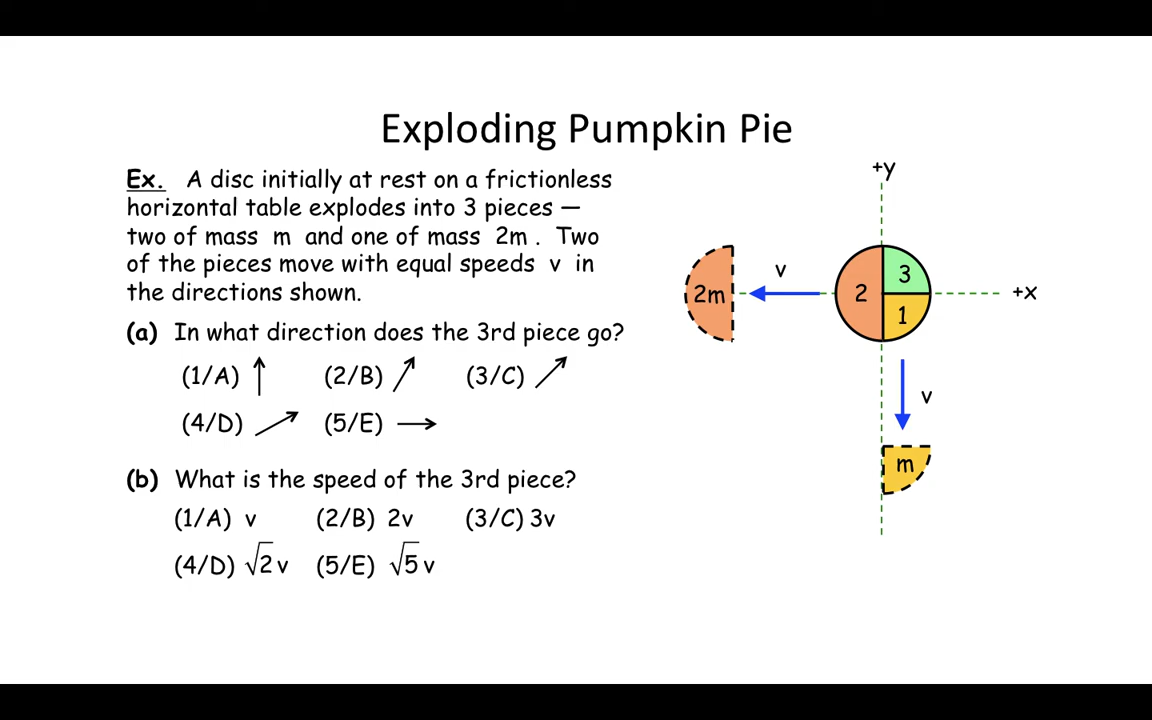 Exploding Pumpkin Pie
Ex. A disc initially at rest on a frictionless
horizontal table explodes into 3 pieces —
two of mass m and one of mass 2m . Two
of the pieces move with equal speeds v in
the directions shown.
(a) In what direction does the 3rd piece go?
(1/A) ↑ (2/B) ↗ (3/C) ↗
(4/D) ↗ (5/E) →
(b) What is the speed of the 3rd piece?
(1/A) v (2/B) 2v (3/C) 3v
(4/D) √2 v (5/E) √5 v
+y
v
3
2m
2
+x
1
v
m